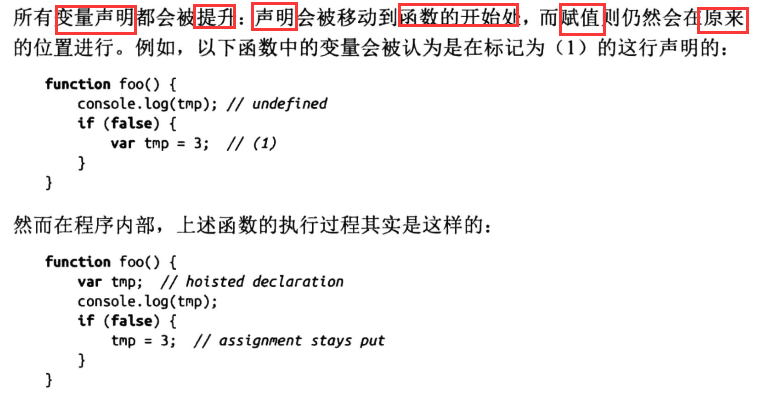 所有变量声明都会被提升：声明会被移动到函数的开始处，而赋值则仍然会在原来
的位置进行。例如，以下函数中的变量会被认为是在标记为（1）的这行声明的：
function foo() {
    console.log(tmp); // undefined
    if (false) {
        var tmp = 3;  // (1)
    }
}
然而在程序内部，上述函数的执行过程其实是这样的：
function foo() {
    var tmp;  // hoisted declaration
    console.log(tmp);
    if (false) {
        tmp = 3;  // assignment stays put
    }
}